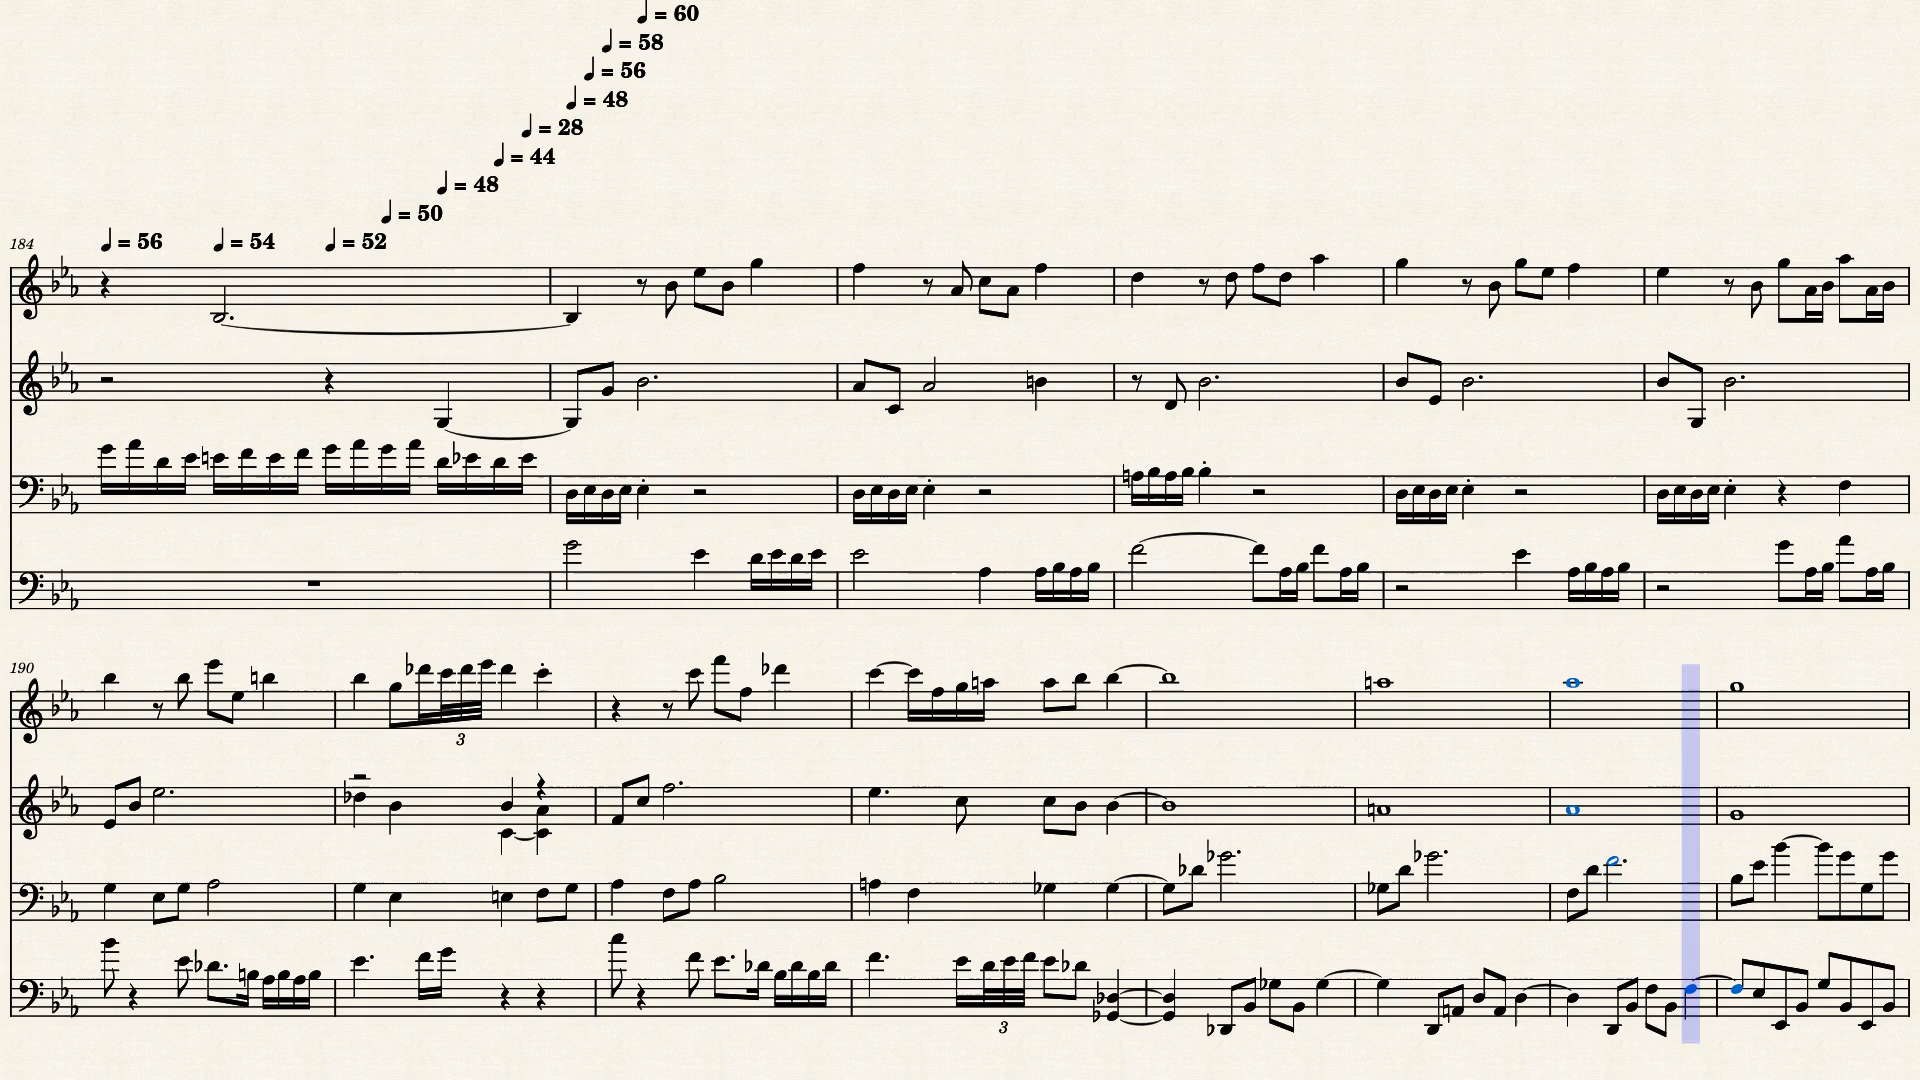 ♩ = 60
♩ = 58
♩ = 56
♩ = 48
♩ = 28
♩ = 44
♩ = 48
♩ = 50
184 ♩ = 56 ♩ = 54 ♩ = 52
190
3
3